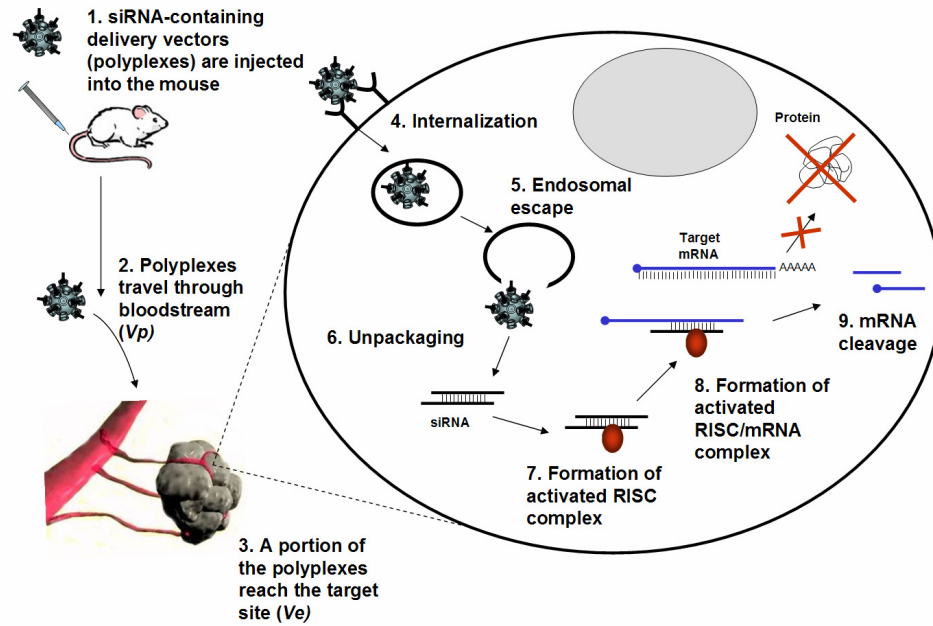 1. siRNA-containing
delivery vectors
(polyplexes) are injected
into the mouse
2. Polyplexes
travel through
bloodstream
(Vp)
3. A portion of
the polyplexes
reach the target
site (Ve)
4. Internalization
5. Endosomal
escape
6. Unpackaging
siRNA
7. Formation of
activated RISC
complex
8. Formation of
activated
RISC/mRNA
complex
9. mRNA
cleavage
Target
mRNA
AAAAA
Protein